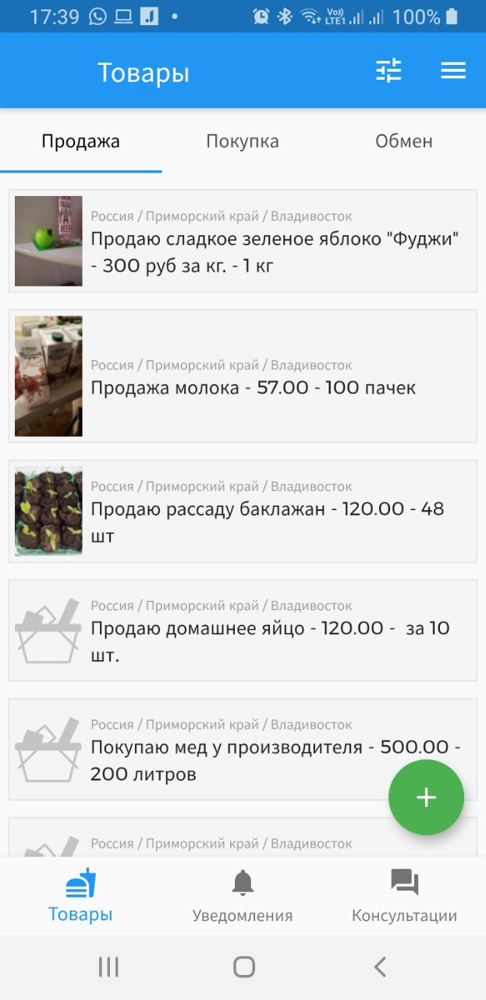 17:39
Vo))
LTE1
100%
Товары
Продажа
Покупка
Обмен
Россия / Приморский край / Владивосток
Продаю сладкое зеленое яблоко "Фуджи"
- 300 руб за кг. - 1 кг
Россия / Приморский край / Владивосток
Продажа молока - 57.00 - 100 пачек
Россия / Приморский край / Владивосток
Продаю рассаду баклажан - 120.00 - 48
шт
Россия / Приморский край / Владивосток
Продаю домашнее яйцо - 120.00 -  за 10
шт.
Россия / Приморский край / Владивосток
Покупаю мед у производителя - 500.00 -
200 литров
Россия / Приморский край / Владивосток
Товары
Уведомления
Консультации